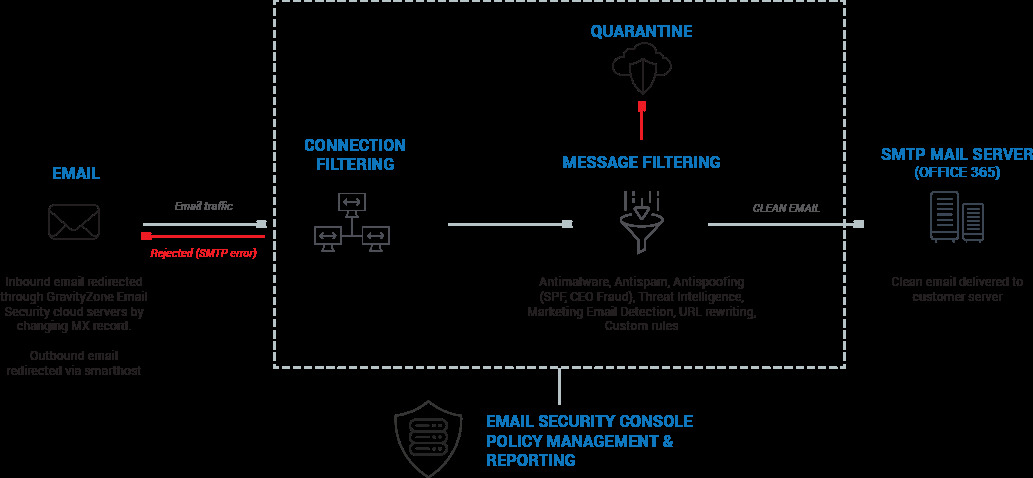 QUARANTINE
CONNECTION
FILTERING
MESSAGE FILTERING
SMTP MAIL SERVER
(OFFICE 365)
EMAIL
Email traffic
CLEAN EMAIL
Rejected (SMTP error)
Inbound email redirected
through GravityZone Email
Security cloud servers by
changing MX record.
Outbound email
redirected via smarthost
Antimalware, Antispam, Antispoofing
(SPF, CEO Fraud), Threat Intelligence,
Marketing Email Detection, URL rewriting,
Custom rules
Clean email delivered to
customer server
EMAIL SECURITY CONSOLE
POLICY MANAGEMENT &
REPORTING